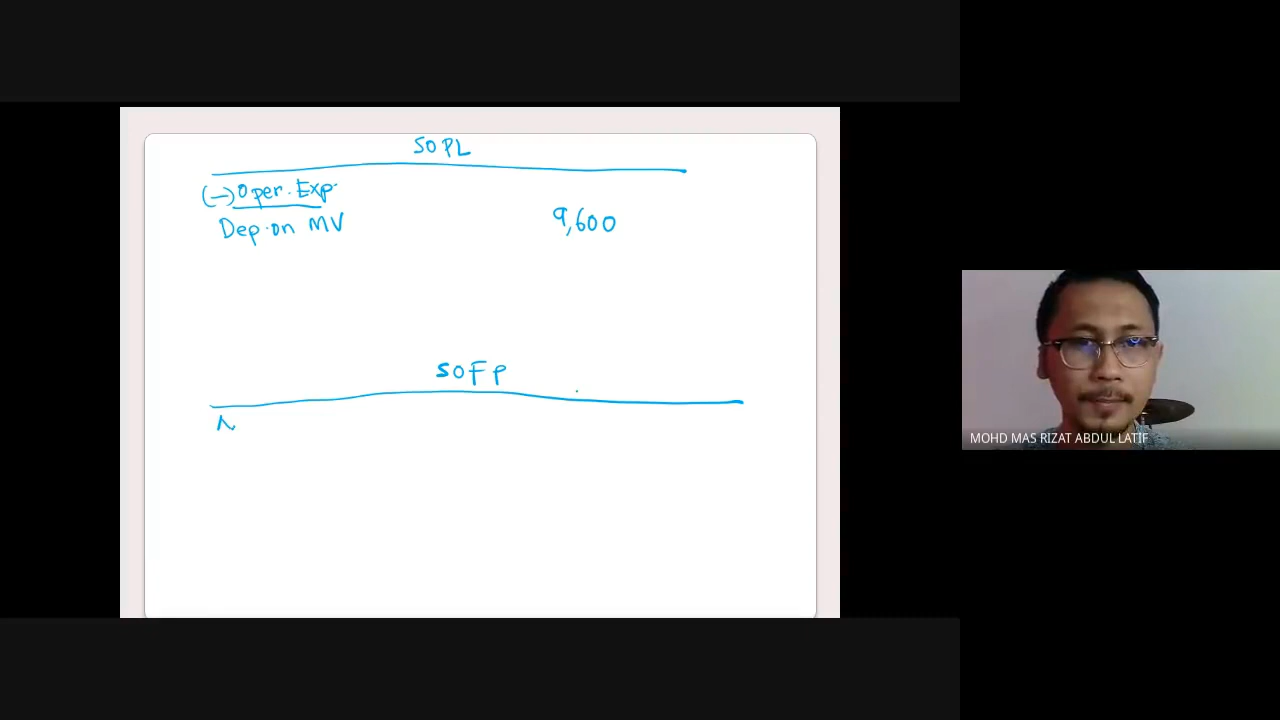 SOPL
(–) Oper. Exp.
Dep. on MV 9,600
SOFP
MOHD MAS RIZAT ABDUL LATIF